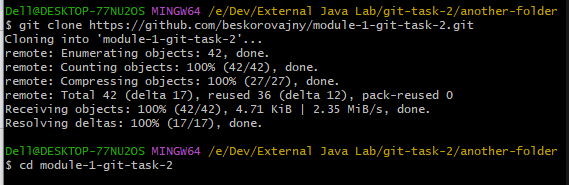 Dell@DESKTOP-77NU2OS MINGW64 /e/Dev/External Java Lab/git-task-2/another-folder
$ git clone https://github.com/beskorovajny/module-1-git-task-2.git
Cloning into 'module-1-git-task-2'...
remote: Enumerating objects: 42, done.
remote: Counting objects: 100% (42/42), done.
remote: Compressing objects: 100% (27/27), done.
remote: Total 42 (delta 17), reused 36 (delta 12), pack-reused 0
Receiving objects: 100% (42/42), 4.71 KiB | 2.35 MiB/s, done.
Resolving deltas: 100% (17/17), done.
Dell@DESKTOP-77NU2OS MINGW64 /e/Dev/External Java Lab/git-task-2/another-folder
$ cd module-1-git-task-2